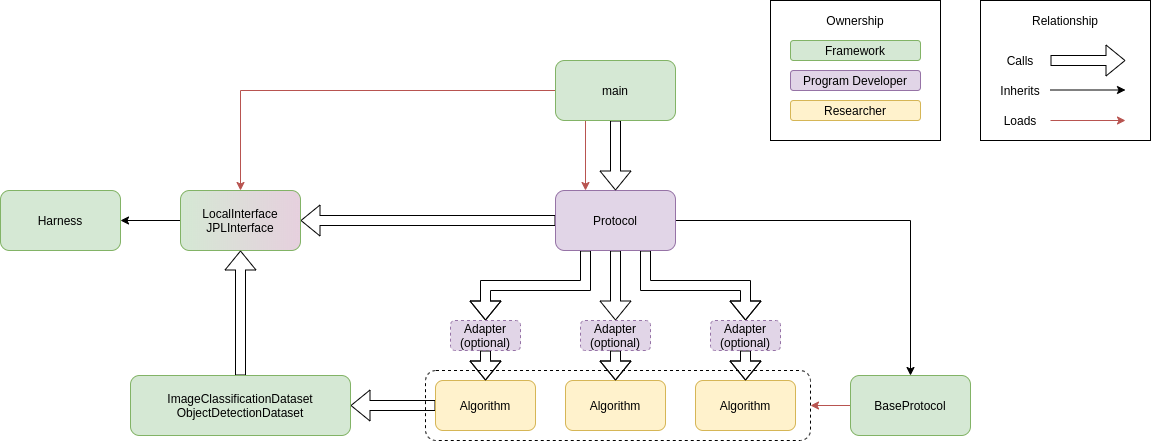 Ownership
Framework
Program Developer
Researcher
Relationship
Calls
Inherits
Loads
main
Harness
LocalInterface
JPLInterface
Protocol
Adapter
(optional)
Adapter
(optional)
Adapter
(optional)
ImageClassificationDataset
ObjectDetectionDataset
Algorithm
Algorithm
Algorithm
BaseProtocol